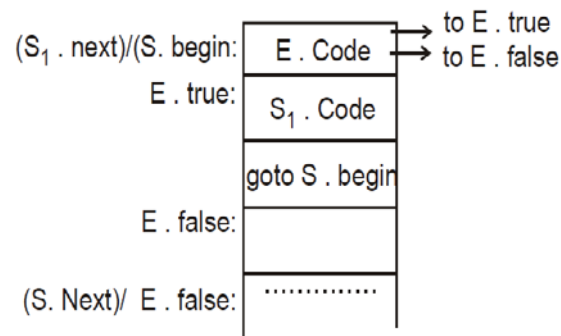 (S₁ . next)/(S. begin: E . Code to E . true
to E . false
E . true: S₁ . Code
goto S . begin
E . false:
(S. Next)/ E . false: .............